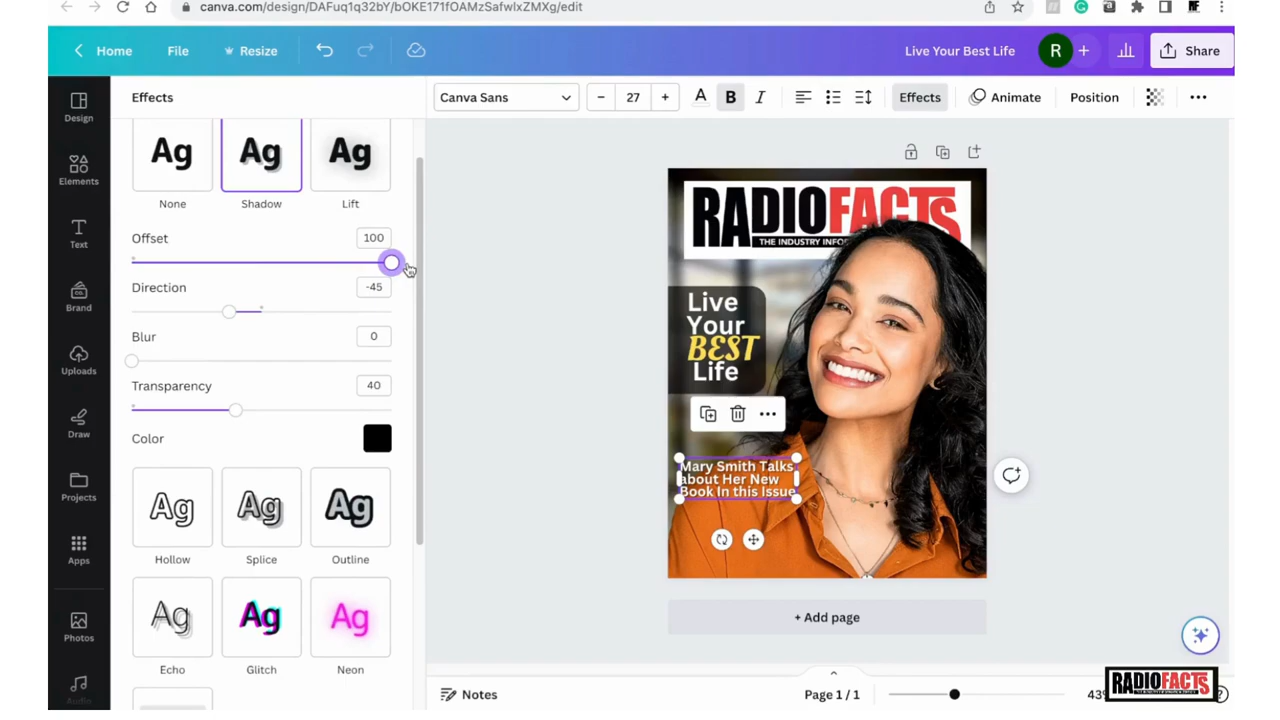 canva.com/design/DAFuq1q32bY/bOKE171fOAMzSafwIxZMXg/edit
Home File Resize Live Your Best Life R + Share
Effects Canva Sans − 27 + A B I Effects Animate Position
Design
Elements
Text
Brand
Uploads
Draw
Projects
Apps
Photos
Audio
Ag Ag Ag
None Shadow Lift
Offset 100
Direction -45
Blur 0
Transparency 40
Color
Ag Ag Ag
Hollow Splice Outline
Ag Ag Ag
Echo Glitch Neon
RADIOFACTS
THE INDUSTRY INFO
Live
Your
BEST
Life
Mary Smith Talks
about Her New
Book In this Issue
+ Add page
Notes Page 1 / 1 43%
RADIOFACTS